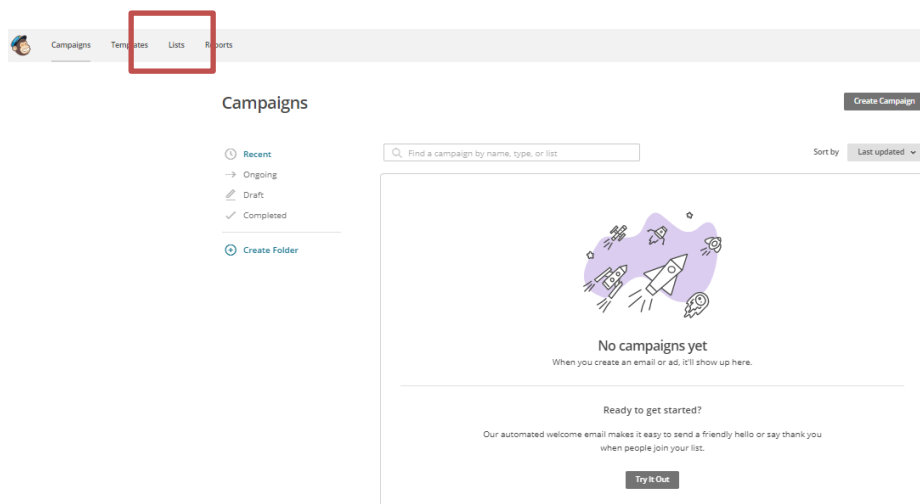 Campaigns Templates Lists Reports
Campaigns
Create Campaign
Recent
Find a campaign by name, type, or list
Sort by Last updated
Ongoing
Draft
Completed
Create Folder
No campaigns yet
When you create an email or ad, it'll show up here.
Ready to get started?
Our automated welcome email makes it easy to send a friendly hello or say thank you
when people join your list.
Try It Out